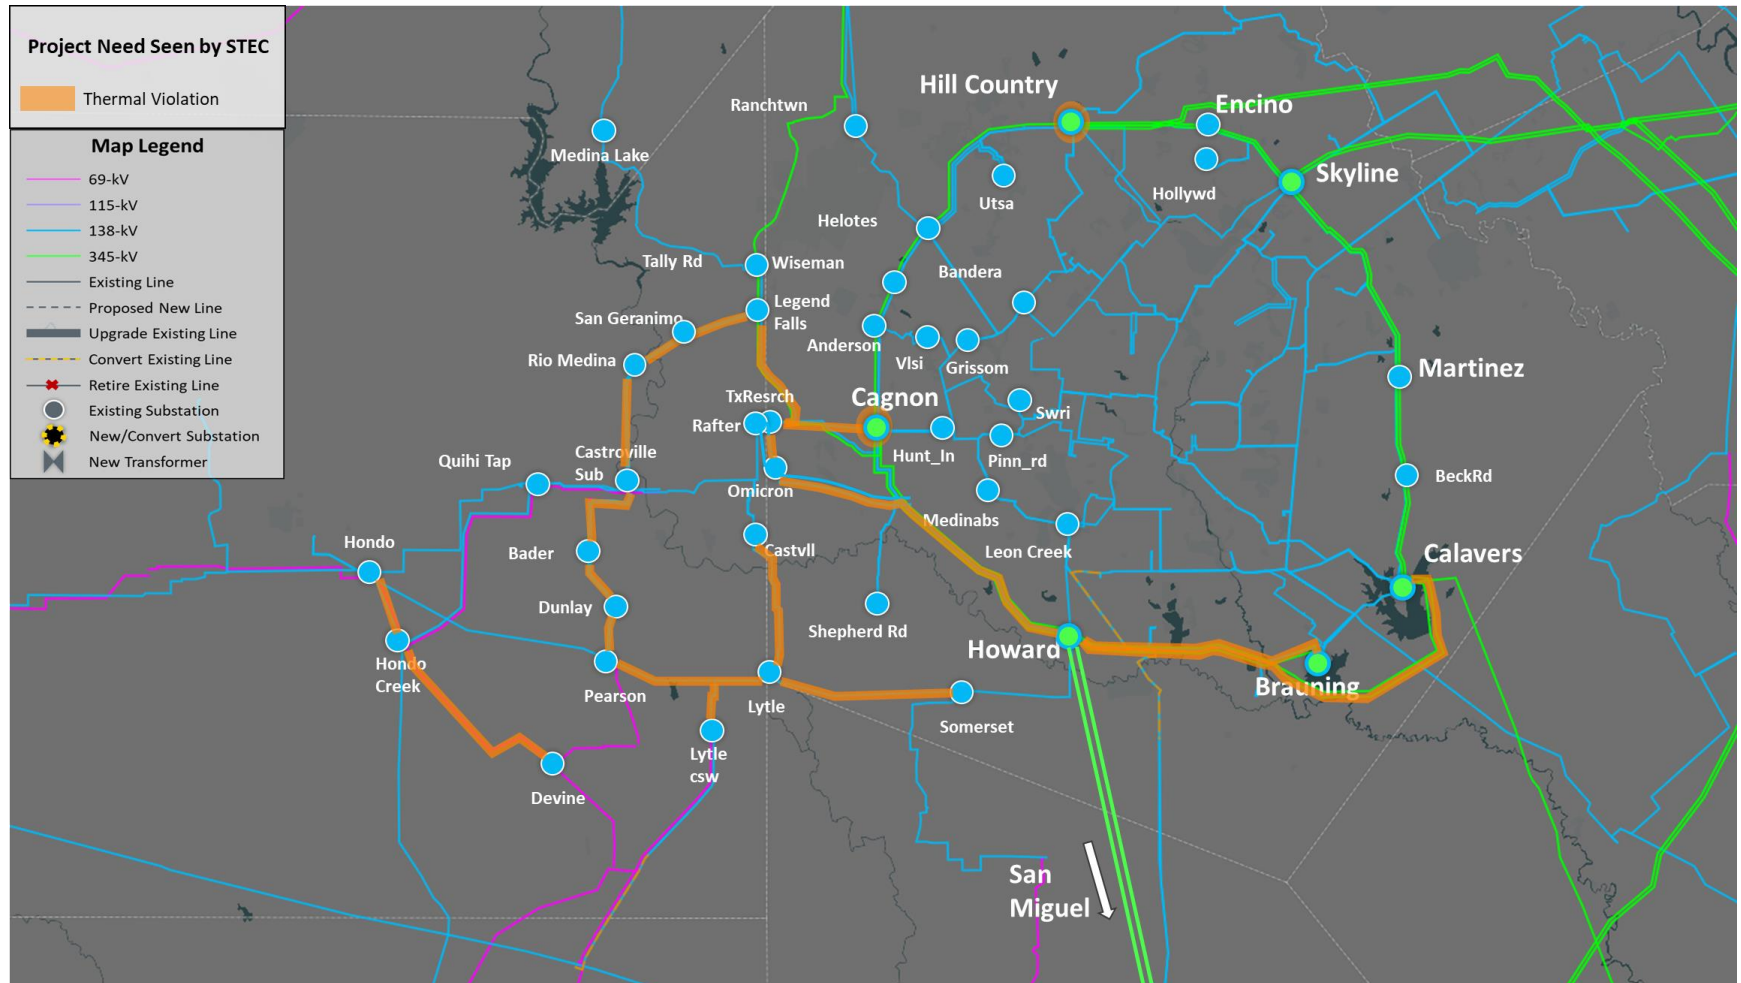 Project Need Seen by STEC
Thermal Violation
Map Legend
69-kV
115-kV
138-kV
345-kV
Existing Line
Proposed New Line
Upgrade Existing Line
Convert Existing Line
Retire Existing Line
Existing Substation
New/Convert Substation
New Transformer
Hill Country
Ranchtwn
Encino
Medina Lake
Skyline
Hollywd
Utsa
Helotes
Tally Rd
Wiseman
Bandera
Legend
Falls
San Geranimo
Anderson
Rio Medina
Vlsi
Grissom
Martinez
TxResrch
Cagnon
Swri
Rafter
Castroville
Sub
Hunt_In
Pinn_rd
Quihi Tap
BeckRd
Omicron
Medinabs
Hondo
Bader
Castvll
Leon Creek
Calavers
Dunlay
Shepherd Rd
Howard
Hondo
Creek
Pearson
Brauning
Lytle
Somerset
Lytle
csw
Devine
San
Miguel